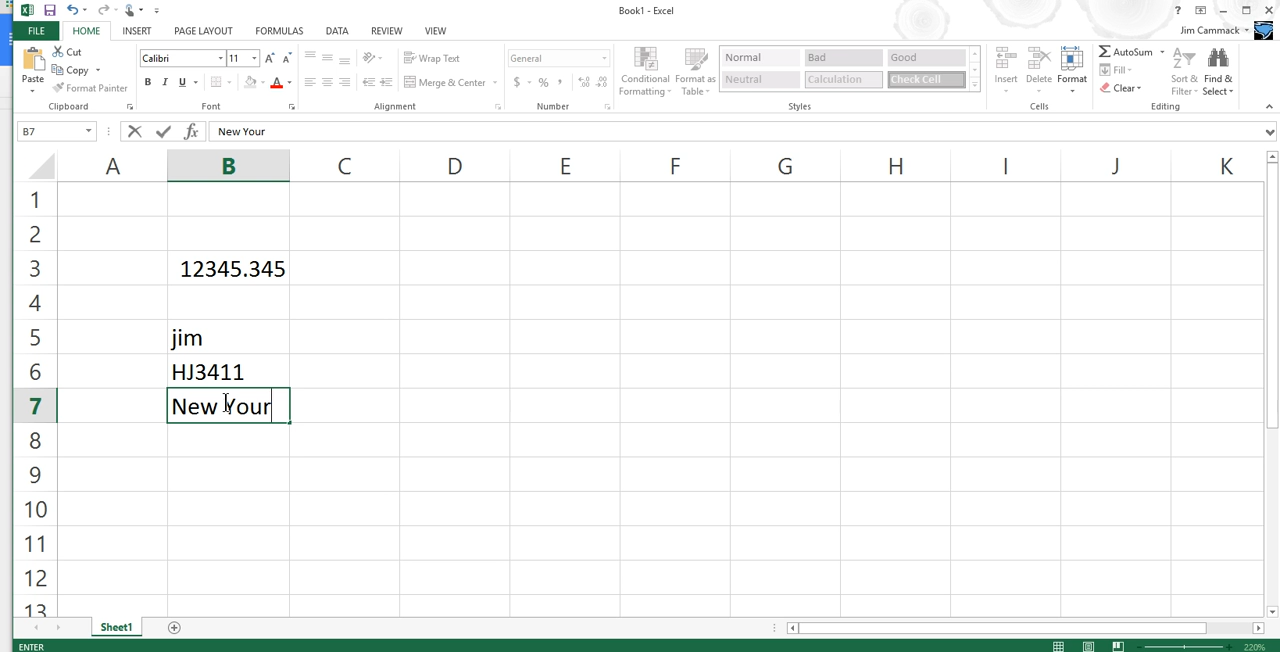 Book1 - Excel
FILE HOME INSERT PAGE LAYOUT FORMULAS DATA REVIEW VIEW Jim Cammack
Paste
Cut
Copy
Format Painter
Clipboard
Calibri 11
B I U
Font
Wrap Text
Merge & Center
Alignment
General
$ % ,
Number
Conditional Formatting
Format as Table
Normal Bad Good
Neutral Calculation Check Cell
Styles
Insert Delete Format
Cells
AutoSum
Fill
Clear
Sort & Filter
Find & Select
Editing
B7 fx New Your
A B C D E F G H I J K
1
2
3 12345.345
4
5 jim
6 HJ3411
7 New Your
8
9
10
11
12
13
Sheet1
ENTER 220%